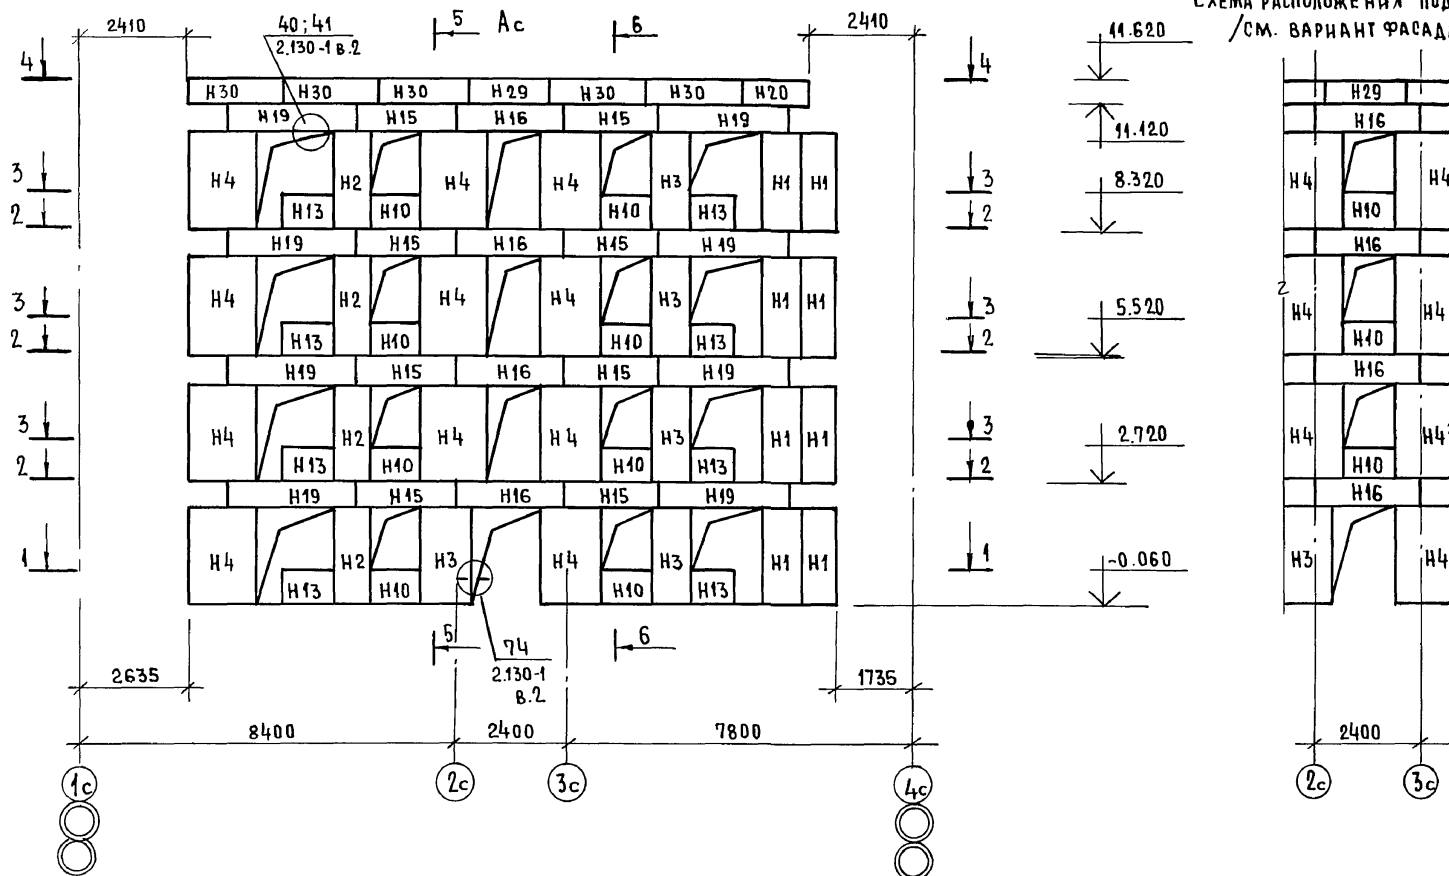 СХЕМА РАСПОЛОЖЕНИЯ ПОД
/СМ. ВАРИАНТ ФАСАДА
2410 40;41 5 Ас 6 2410 11.620
2.130-1 в.2
4 4
Н30 Н30 Н30 Н29 Н30 Н30 Н20 Н29
Н19 Н15 Н16 Н15 Н19 Н16
11.120
3 Н4 Н2 Н4 Н4 Н3 Н1 Н1 3 8.320 Н4 Н4
2 Н13 Н10 Н10 Н13 2 Н10
Н19 Н15 Н16 Н15 Н19 Н16
3 Н4 Н2 Н4 Н4 Н3 Н1 Н1 3 5.520 Н4 Н4
2 Н13 Н10 Н10 Н13 2 Н10
Н19 Н15 Н16 Н15 Н19 Н16
3 Н4 Н2 Н4 Н4 Н3 Н1 Н1 3 2.720 Н4 Н4
2 Н13 Н10 Н10 Н13 2 Н10
Н19 Н15 Н16 Н15 Н19 Н16
1 Н4 Н2 Н3 Н4 Н3 Н1 Н1 1 -0.060 Н3 Н4
Н13 Н10 Н10 Н13
5 74 6
2.130-1
в.2
2635 1735
8400 2400 7800 2400
1с 2с 3с 4с 2с 3с